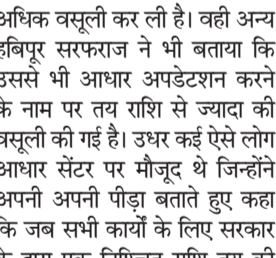 अधिक वसूली कर ली है। वही अन्य
हबिपूर सरफराज ने भी बताया कि
उससे भी आधार अपडेटशन करने
के नाम पर तय राशि से ज्यादा की
वसूली की गई है। उधर कई ऐसे लोग
आधार सेंटर पर मौजूद थे जिन्होंने
अपनी अपनी पीड़ा बताते हुए कहा
कि जब सभी कार्यों के लिए सरकार